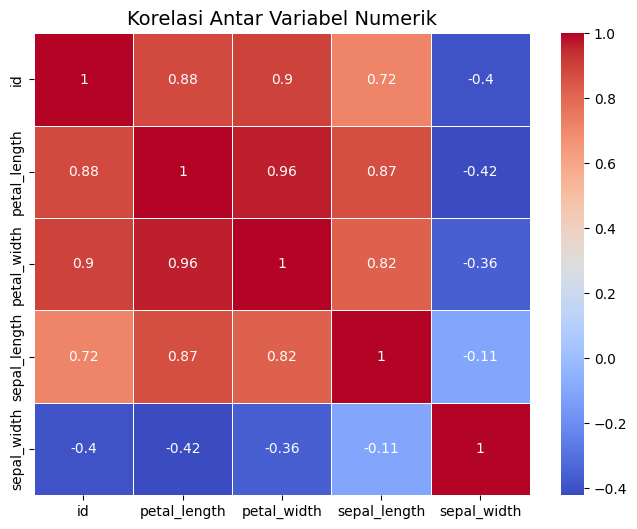 Korelasi Antar Variabel Numerik
id 1 0.88 0.9 0.72 -0.4
petal_length 0.88 1 0.96 0.87 -0.42
petal_width 0.9 0.96 1 0.82 -0.36
sepal_length 0.72 0.87 0.82 1 -0.11
sepal_width -0.4 -0.42 -0.36 -0.11 1
id petal_length petal_width sepal_length sepal_width
1.0
0.8
0.6
0.4
0.2
0.0
−0.2
−0.4